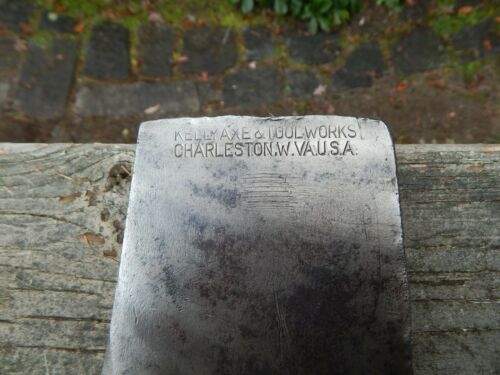 KELLY AXE & TOOL WORKS
CHARLESTON.W.VA.U.S.A.